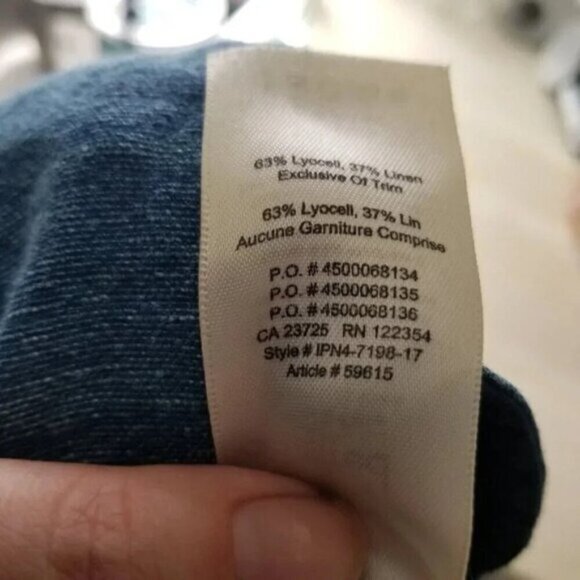 63% Lyocell, 37% Linen
Exclusive Of Trim
63% Lyocell, 37% Lin
Aucune Garniture Comprise
P.O. # 4500068134
P.O. # 4500068135
P.O. # 4500068136
CA 23725 RN 122354
Style # IPN4-7198-17
Article # 59615